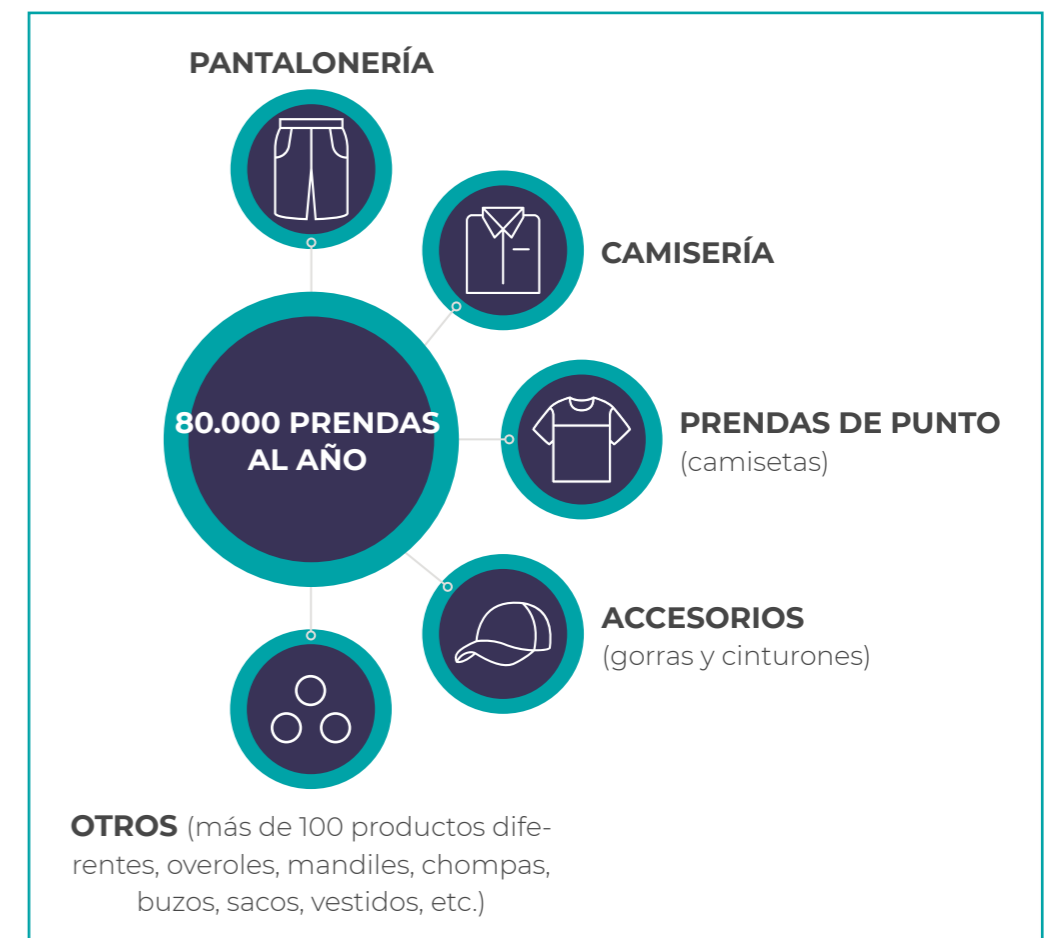 PANTALONERÍA
CAMISERÍA
80.000 PRENDAS
AL AÑO
PRENDAS DE PUNTO
(camisetas)
ACCESORIOS
(gorras y cinturones)
OTROS (más de 100 productos dife-
rentes, overoles, mandiles, chompas,
buzos, sacos, vestidos, etc.)